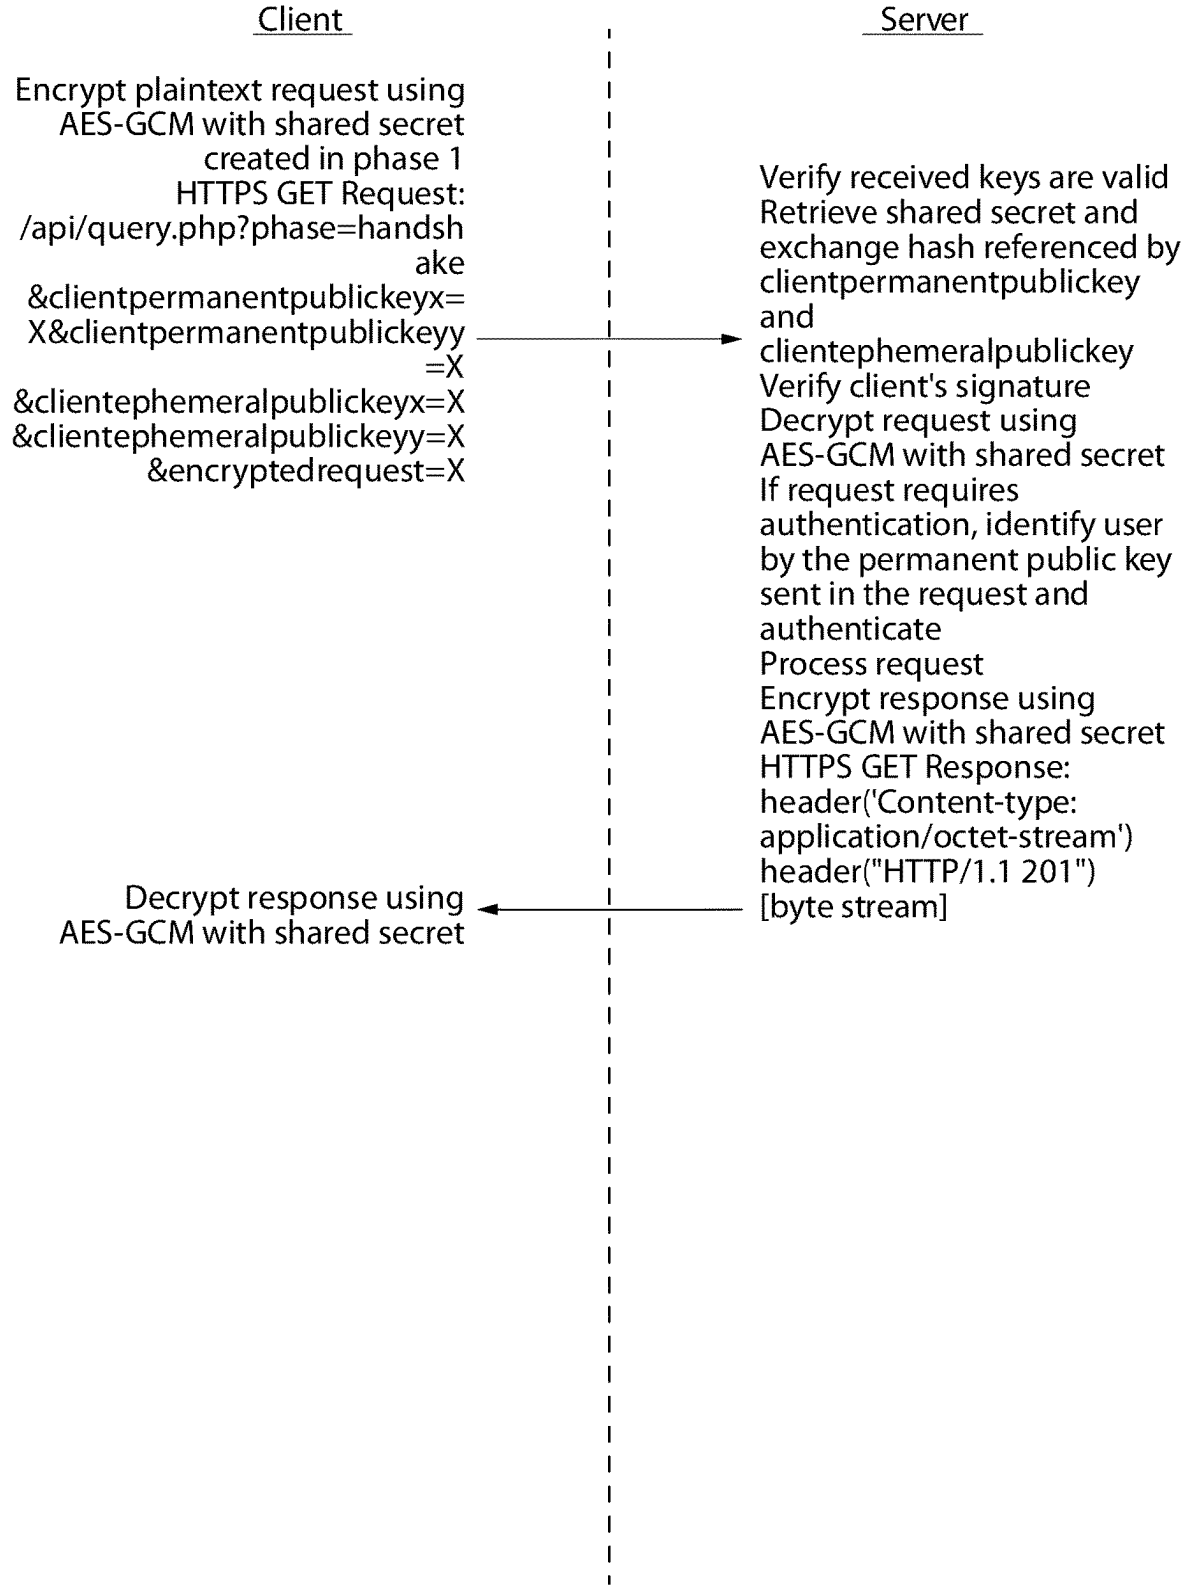 Client
Encrypt plaintext request using
AES-GCM with shared secret
created in phase 1
HTTPS GET Request:
/api/query.php?phase=handsh
ake
&clientpermanentpublickeyx=
X&clientpermanentpublickeyy
=X
&clientephemeralpublickeyx=X
&clientephemeralpublickeyy=X
&encryptedrequest=X
Server
Verify received keys are valid
Retrieve shared secret and
exchange hash referenced by
clientpermanentpublickey
and
clientephemeralpublickey
Verify client's signature
Decrypt request using
AES-GCM with shared secret
If request requires
authentication, identify user
by the permanent public key
sent in the request and
authenticate
Process request
Encrypt response using
AES-GCM with shared secret
HTTPS GET Response:
header('Content-type:
application/octet-stream')
header("HTTP/1.1 201")
[byte stream]
Decrypt response using
AES-GCM with shared secret